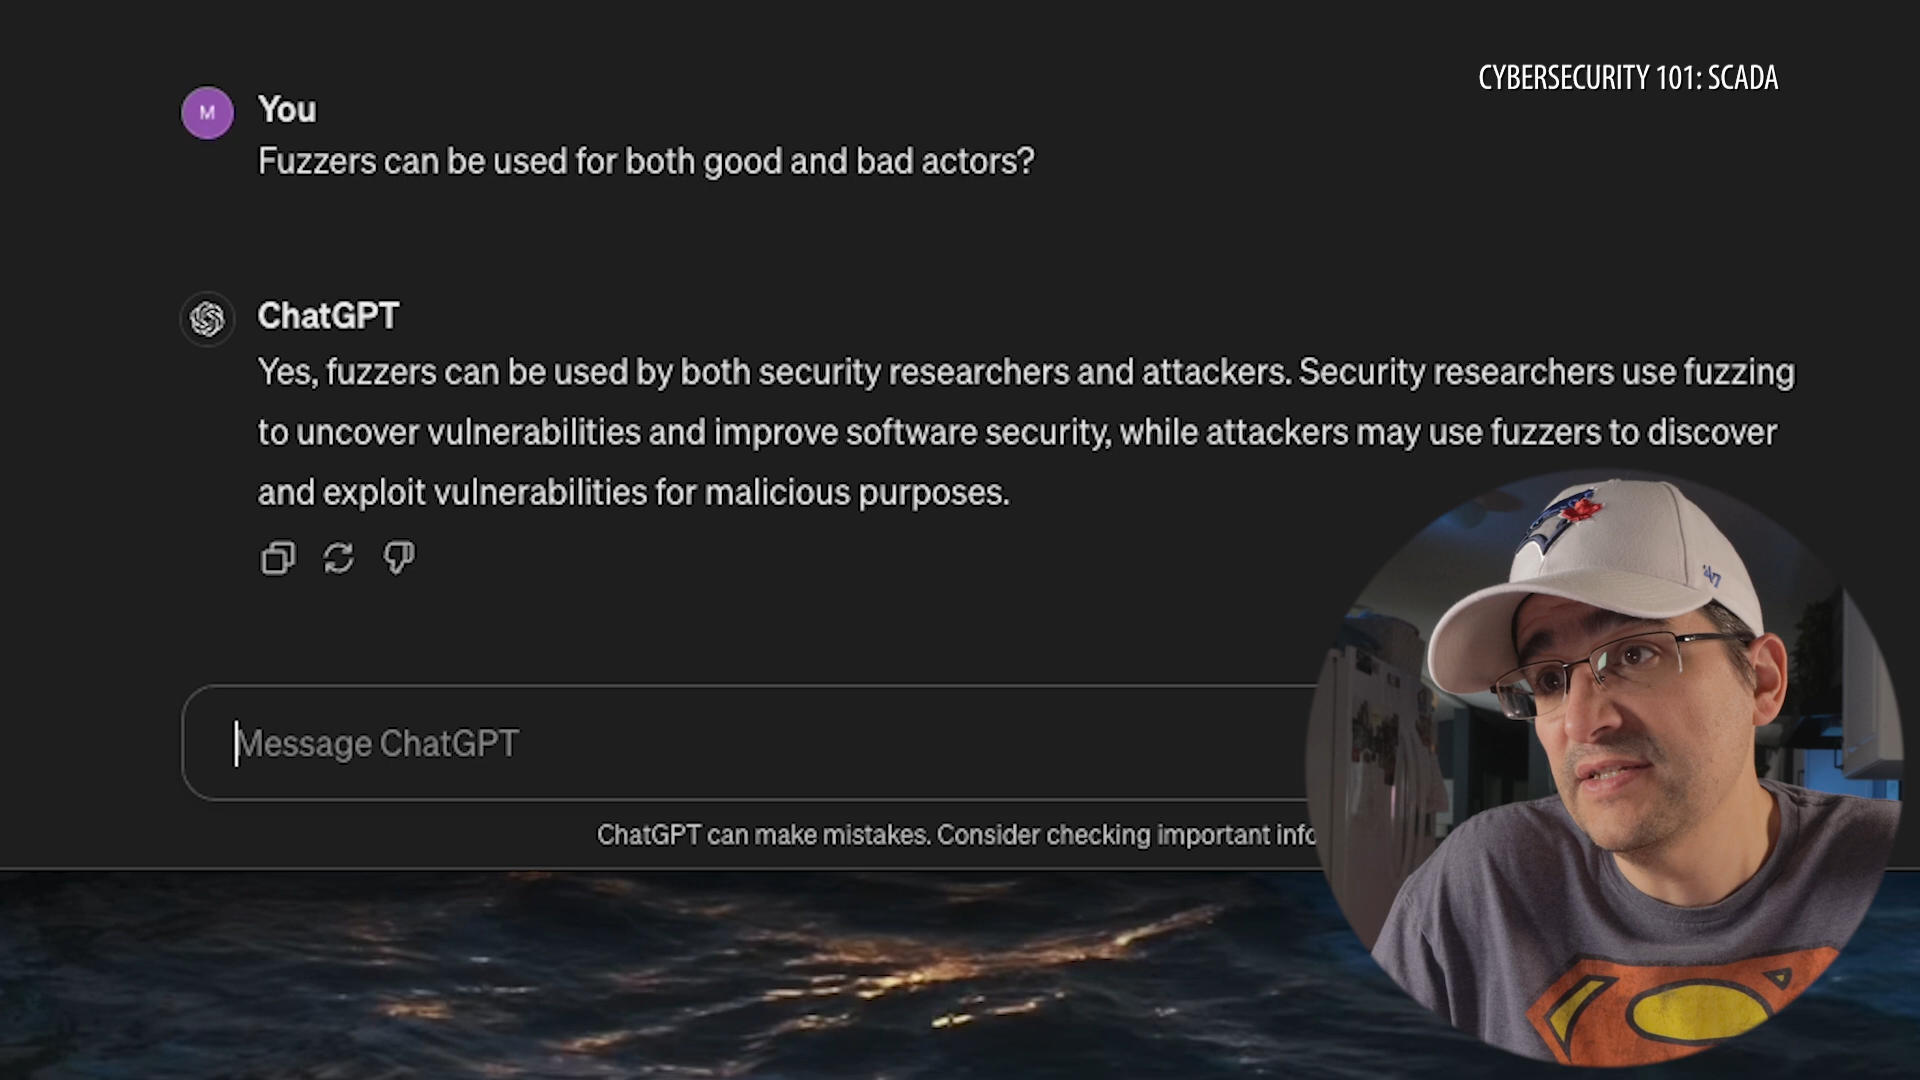 CYBERSECURITY 101: SCADA
M
You
Fuzzers can be used for both good and bad actors?
ChatGPT
Yes, fuzzers can be used by both security researchers and attackers. Security researchers use fuzzing
to uncover vulnerabilities and improve software security, while attackers may use fuzzers to discover
and exploit vulnerabilities for malicious purposes.
Message ChatGPT
ChatGPT can make mistakes. Consider checking important info
'47